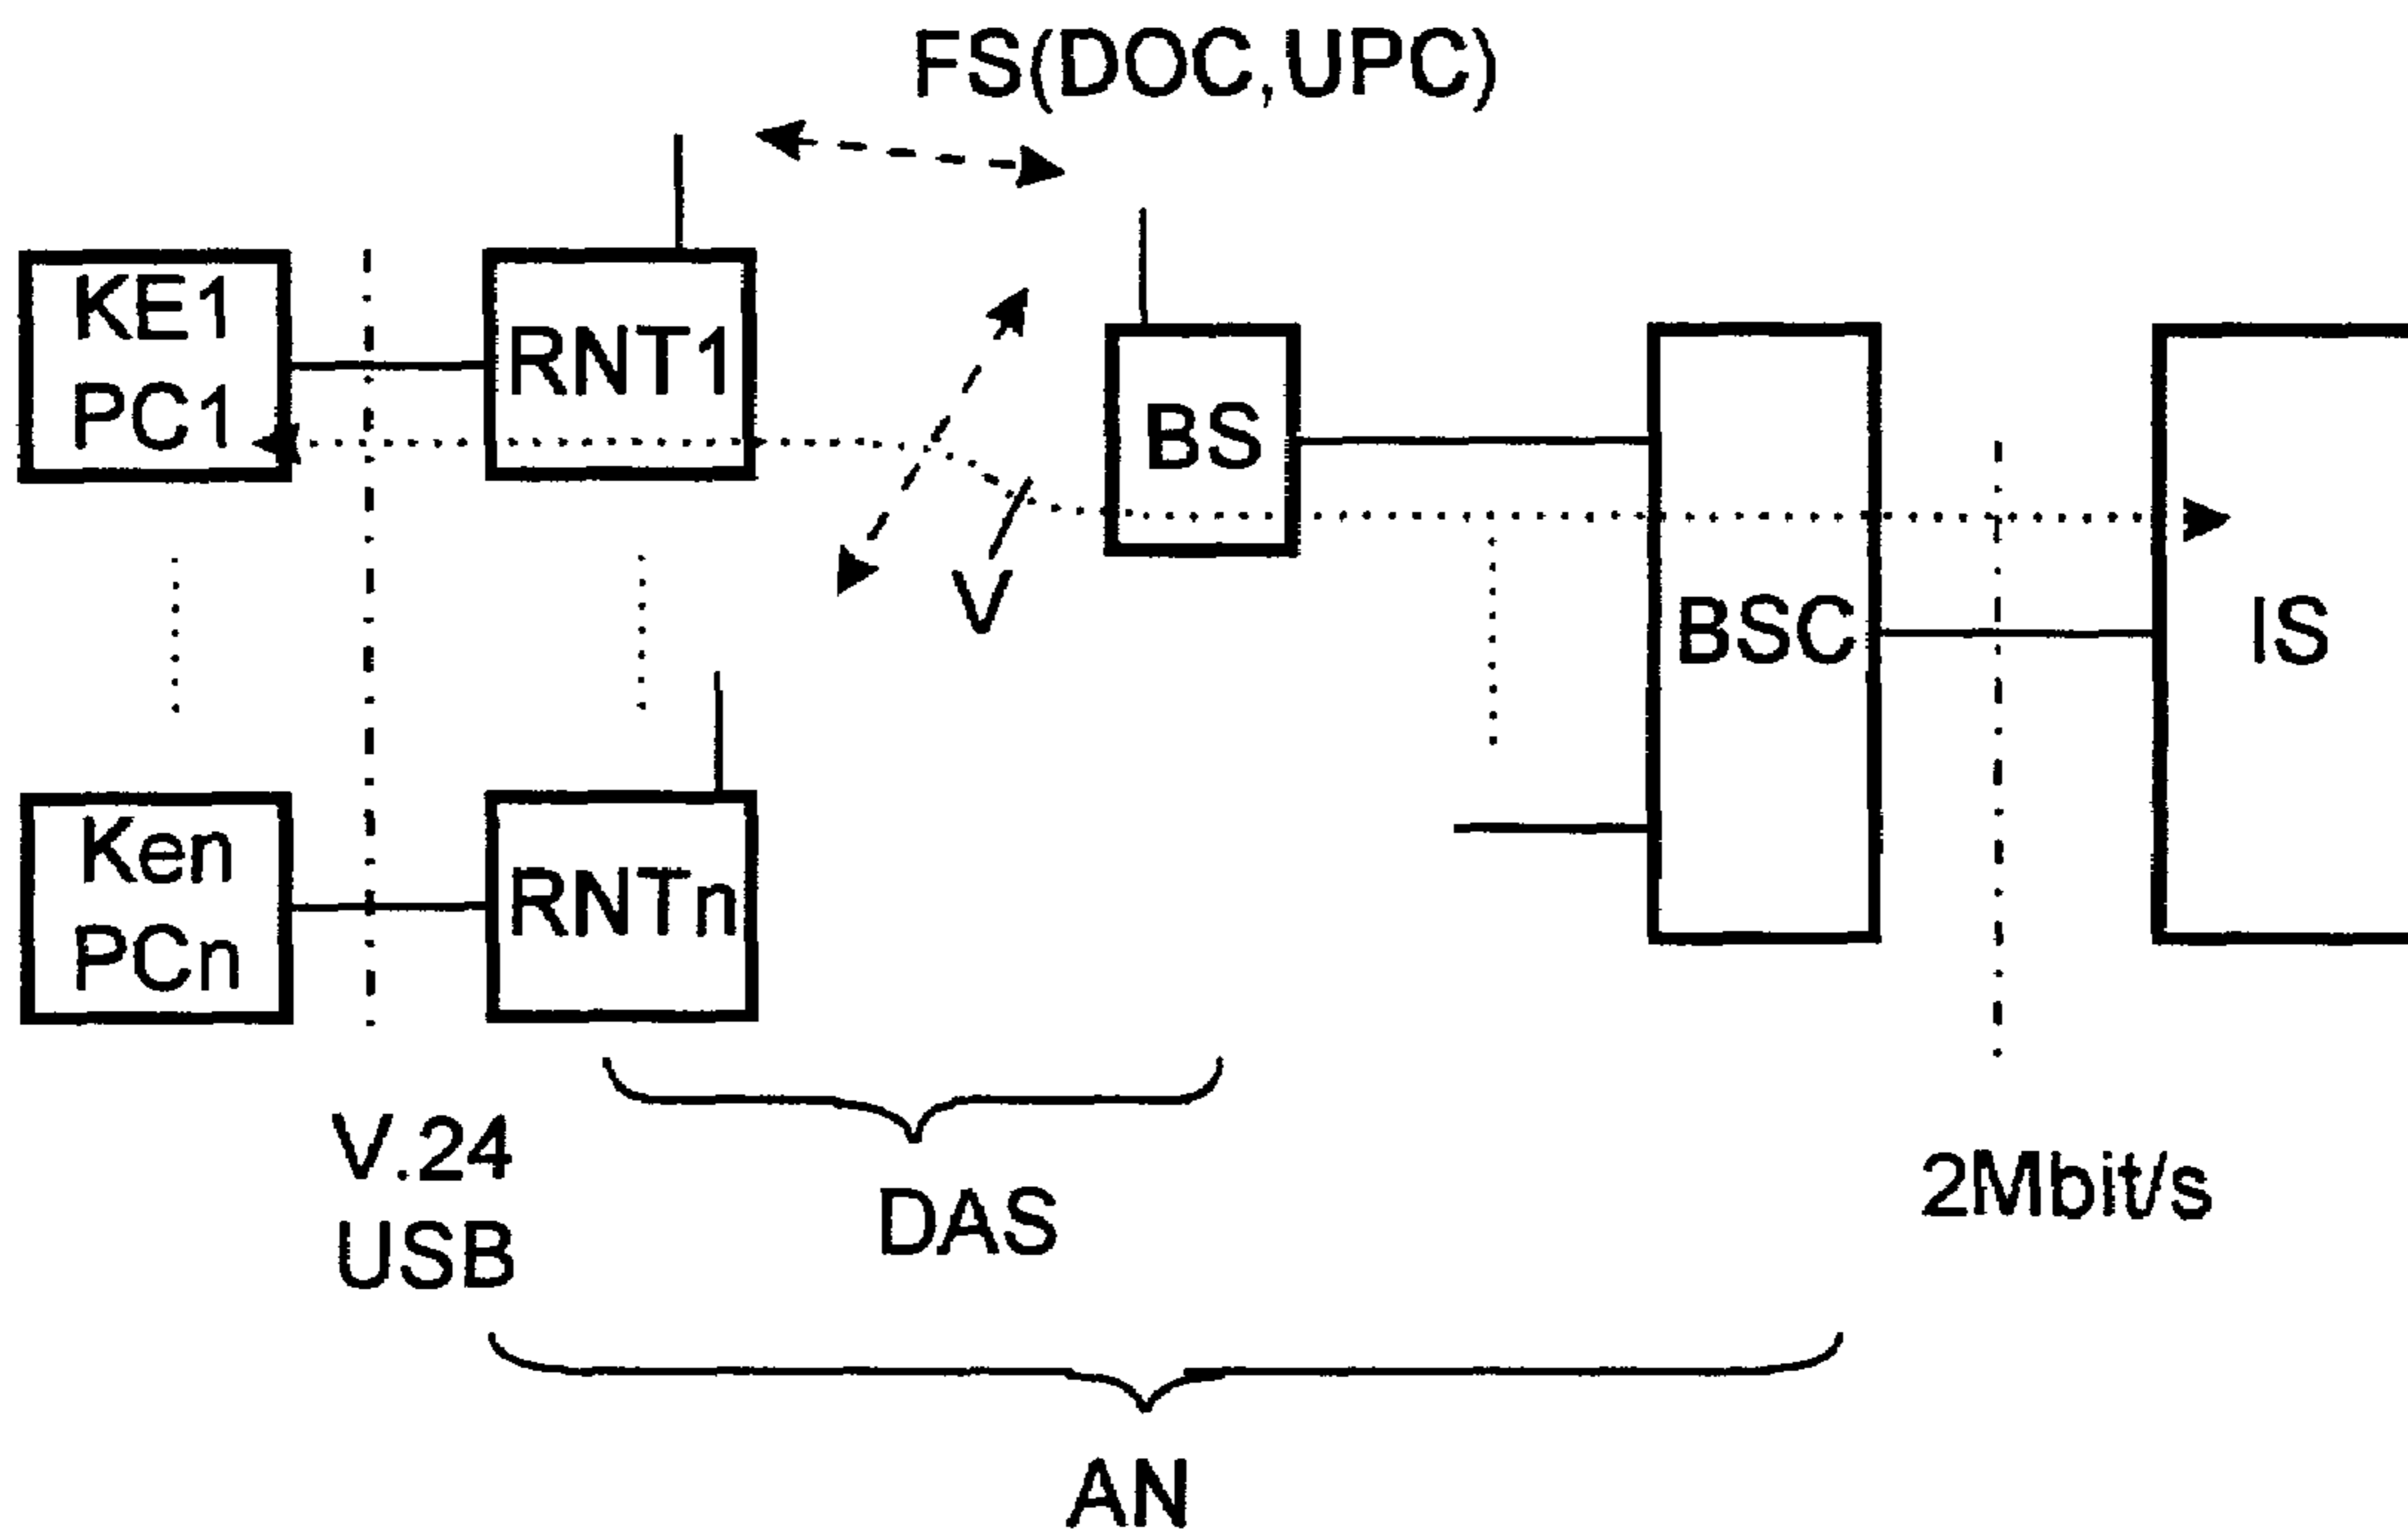 FS(DOC,UPC)
KE1
PC1
RNT1
BS
V
BSC
IS
Ken
PCn
RNTn
V.24
USB
DAS
2Mbit/s
AN